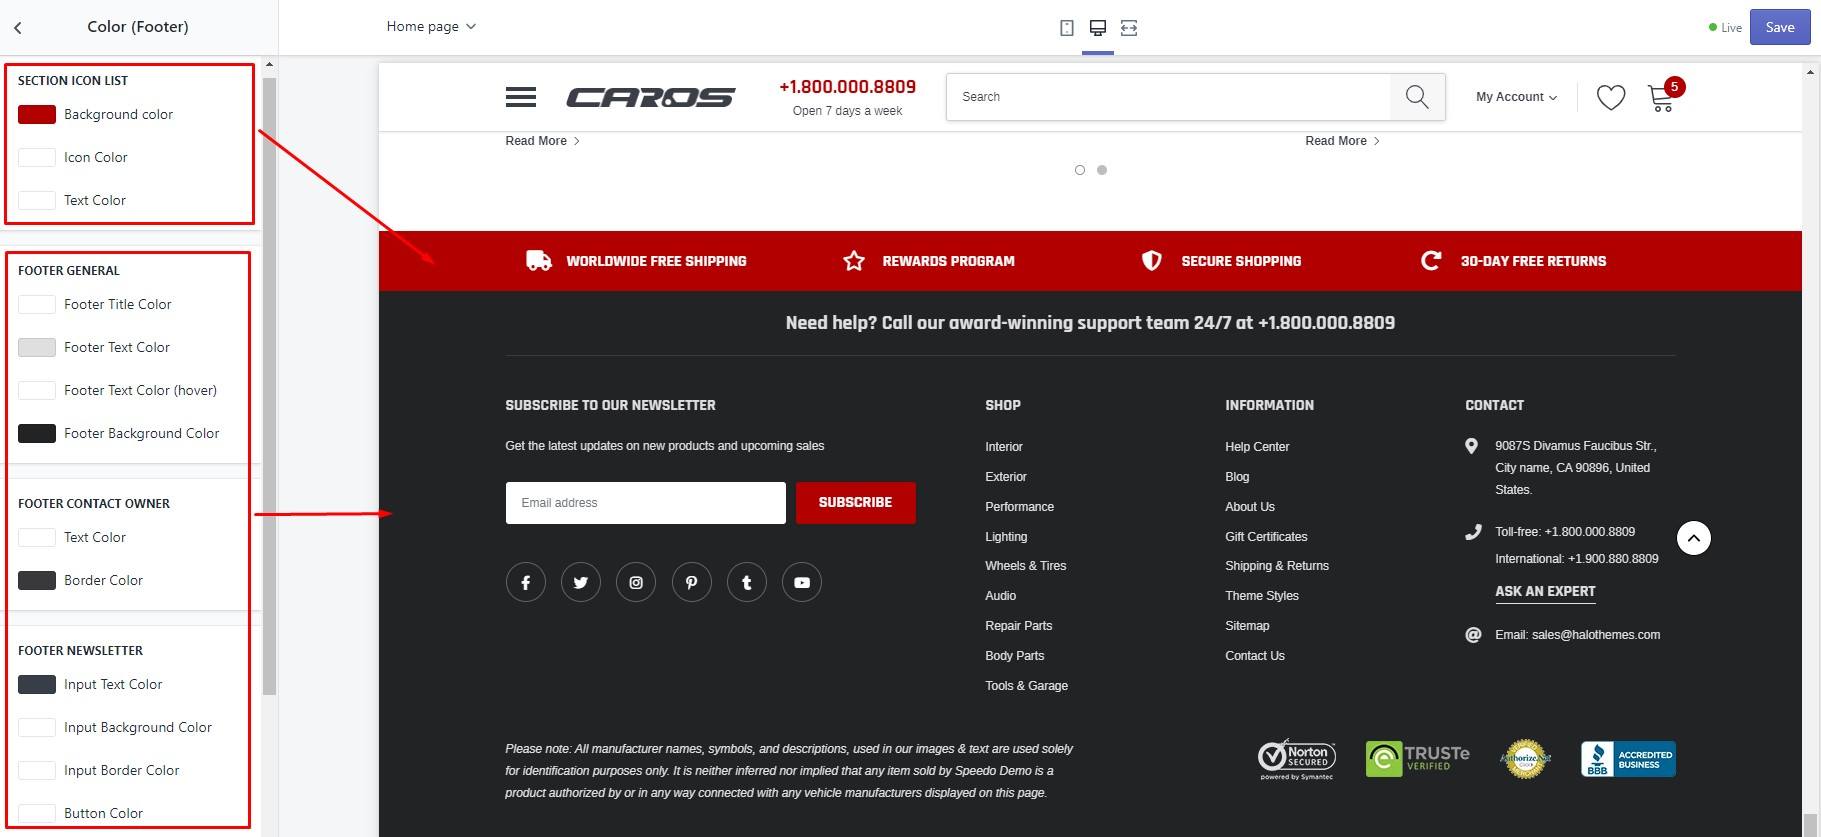 Color (Footer)
Home page
Live
Save
SECTION ICON LIST
Background color
Icon Color
Text Color
FOOTER GENERAL
Footer Title Color
Footer Text Color
Footer Text Color (hover)
Footer Background Color
FOOTER CONTACT OWNER
Text Color
Border Color
FOOTER NEWSLETTER
Input Text Color
Input Background Color
Input Border Color
Button Color
CAROS
+1.800.000.8809
Open 7 days a week
Search
My Account
5
Read More
Read More
WORLDWIDE FREE SHIPPING
REWARDS PROGRAM
SECURE SHOPPING
30-DAY FREE RETURNS
Need help? Call our award-winning support team 24/7 at +1.800.000.8809
SUBSCRIBE TO OUR NEWSLETTER
Get the latest updates on new products and upcoming sales
Email address
SUBSCRIBE
SHOP
Interior
Exterior
Performance
Lighting
Wheels & Tires
Audio
Repair Parts
Body Parts
Tools & Garage
INFORMATION
Help Center
Blog
About Us
Gift Certificates
Shipping & Returns
Theme Styles
Sitemap
Contact Us
CONTACT
9087S Divamus Faucibus Str.,
City name, CA 90896, United
States.
Toll-free: +1.800.000.8809
International: +1.900.880.8809
ASK AN EXPERT
Email: sales@halothemes.com
Please note: All manufacturer names, symbols, and descriptions, used in our images & text are used solely
for identification purposes only. It is neither inferred nor implied that any item sold by Speedo Demo is a
product authorized by or in any way connected with any vehicle manufacturers displayed on this page.
Norton
SECURED
powered by Symantec
TRUSTe
VERIFIED
Authorize.Net
BBB
ACCREDITED
BUSINESS